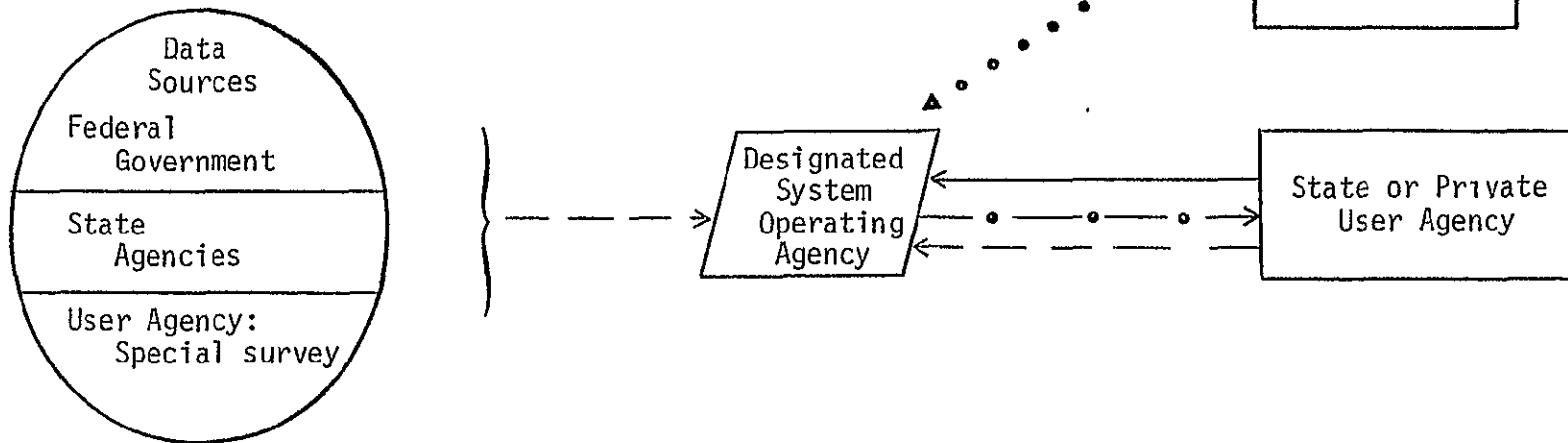 Data
Sources
Federal
Government
State
Agencies
User Agency:
Special survey
Designated
System
Operating
Agency
State or Private
User Agency